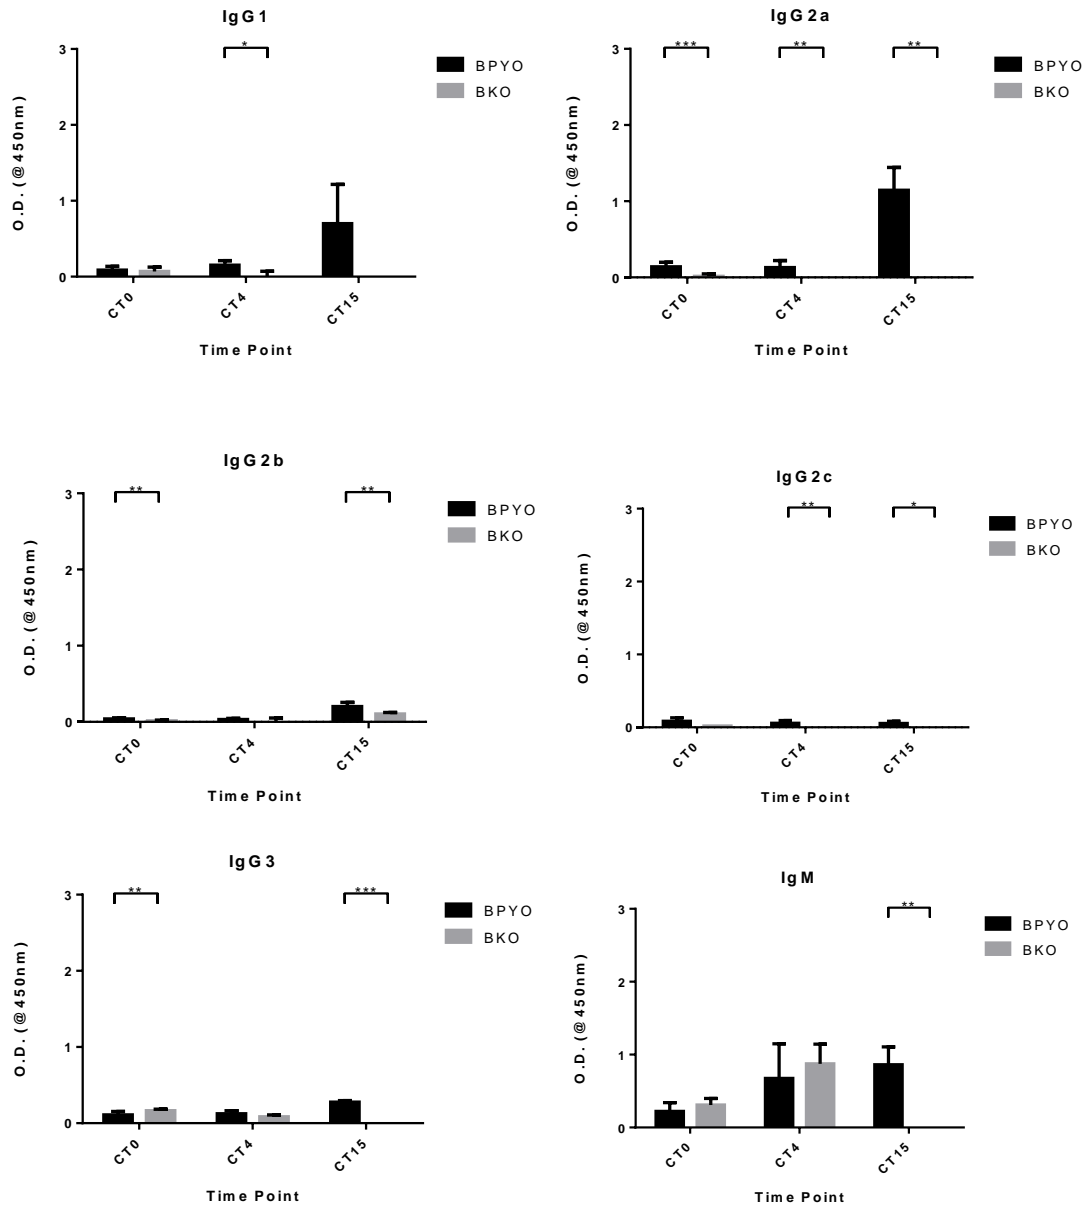 IgG1
*
3
2
1
0
O.D. (@450nm)
CT0
CT4
CT15
Time Point
BPYO
BKO
IgG2a
***
**
**
3
2
1
0
O.D. (@450nm)
CT0
CT4
CT15
Time Point
BPYO
BKO
IgG2b
**
**
3
2
1
0
O.D. (@450nm)
CT0
CT4
CT15
Time Point
BPYO
BKO
IgG2c
**
*
3
2
1
0
O.D. (@450nm)
CT0
CT4
CT15
Time Point
BPYO
BKO
IgG3
**
***
3
2
1
0
O.D. (@450nm)
CT0
CT4
CT15
Time Point
BPYO
BKO
IgM
**
3
2
1
0
O.D. (@450nm)
CT0
CT4
CT15
Time Point
BPYO
BKO